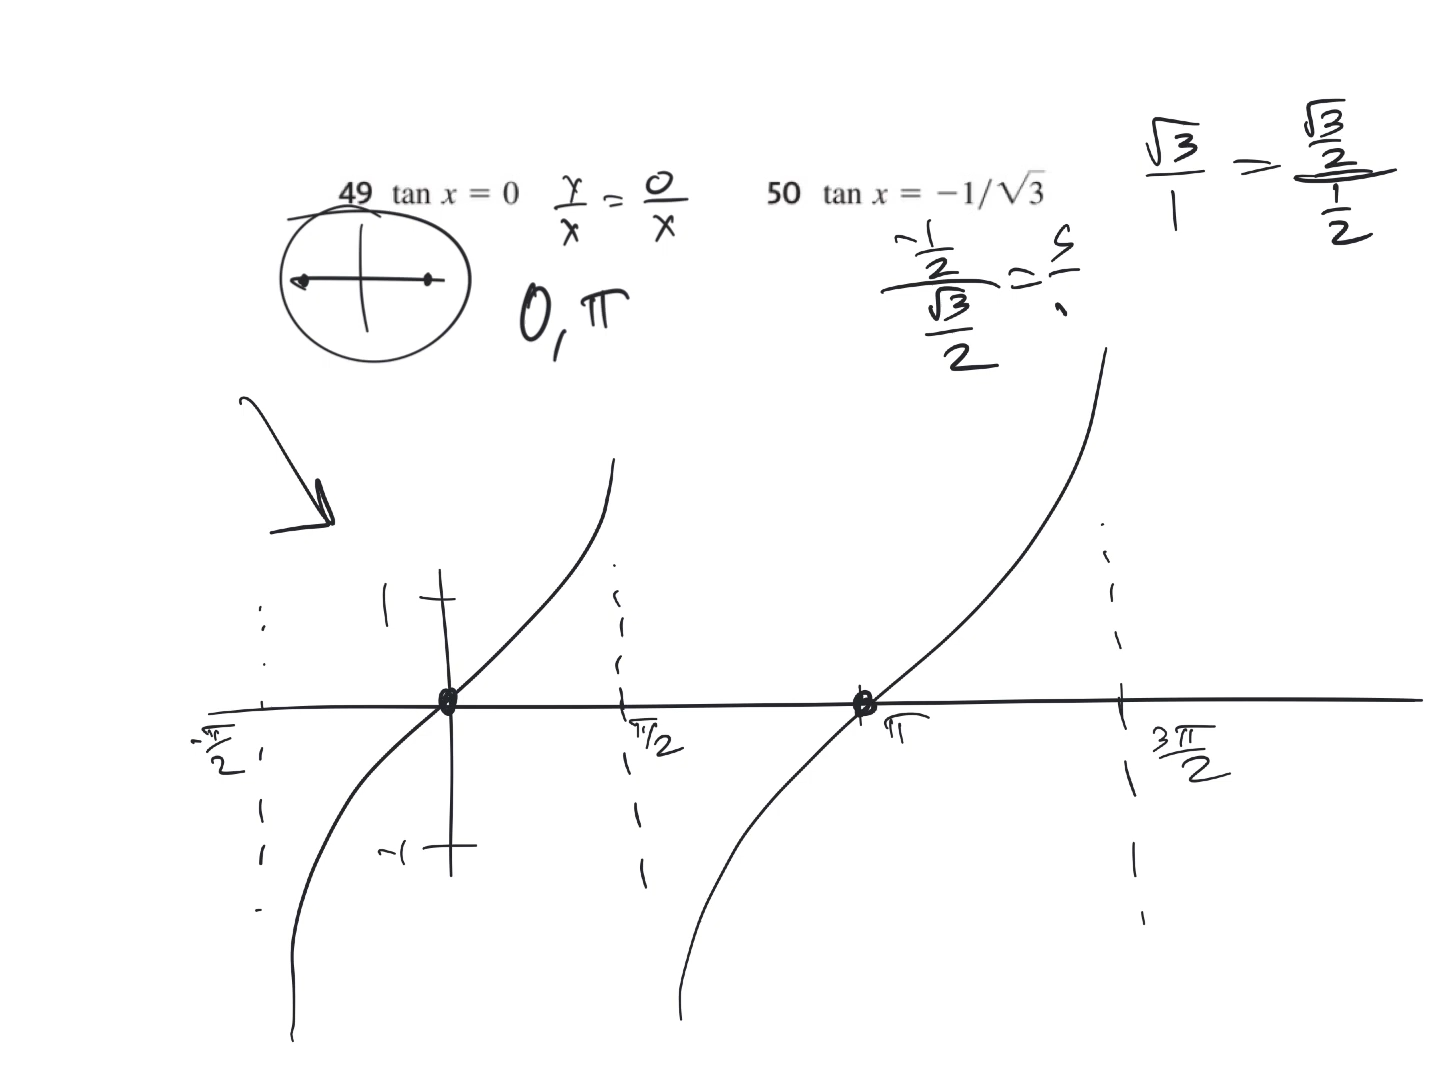 49 tan x = 0
y/x = 0/x
50 tan x = −1/√3
√3/1 = (√3/2)/(1/2)
(-1/2)/(√3/2) =
0, π
1
-π/2
π/2
π
3π/2
-1